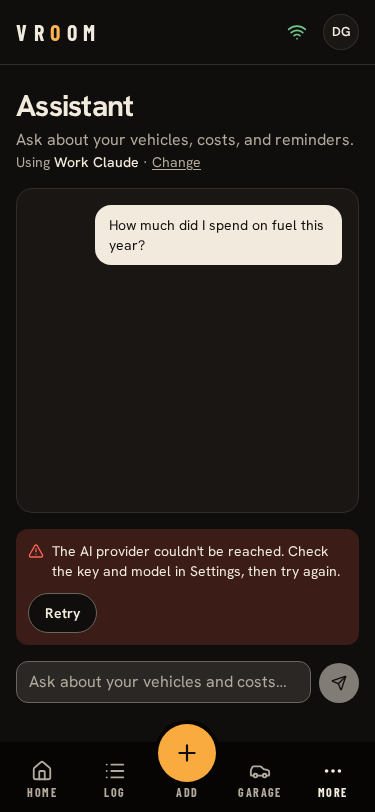 VROOM
DG
Assistant
Ask about your vehicles, costs, and reminders.
Using Work Claude · Change
How much did I spend on fuel this
year?
The AI provider couldn't be reached. Check
the key and model in Settings, then try again.
Retry
Ask about your vehicles and costs...
HOME
LOG
ADD
GARAGE
MORE